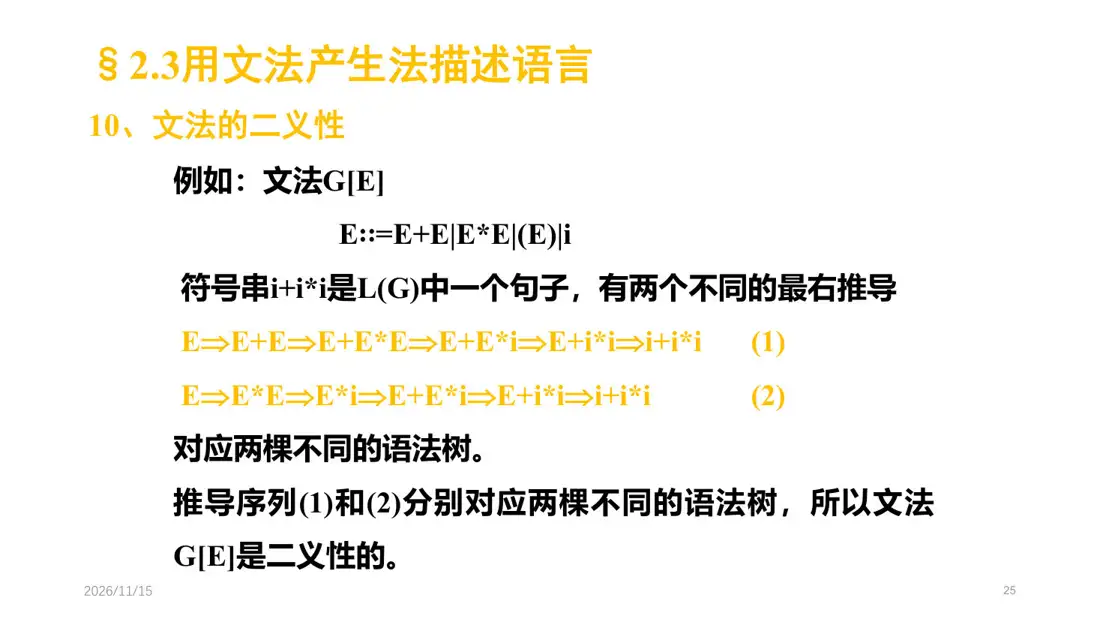 §2.3用文法产生法描述语言
10、文法的二义性
例如：文法G[E]
E::=E+E|E*E|(E)|i
符号串i+i*i是L(G)中一个句子，有两个不同的最右推导
E⇒E+E⇒E+E*E⇒E+E*i⇒E+i*i⇒i+i*i (1)
E⇒E*E⇒E*i⇒E+E*i⇒E+i*i⇒i+i*i (2)
对应两棵不同的语法树。
推导序列(1)和(2)分别对应两棵不同的语法树，所以文法
G[E]是二义性的。
2026/11/15
25